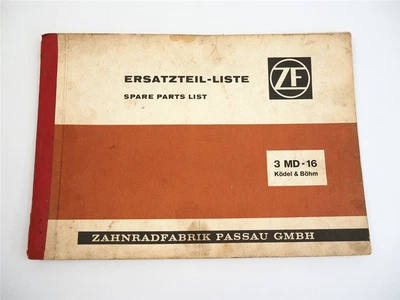 ERSATZTEIL-LISTE
SPARE PARTS LIST
ZF
3 MD-16
Ködel & Böhm
ZAHNRADFABRIK PASSAU GMBH